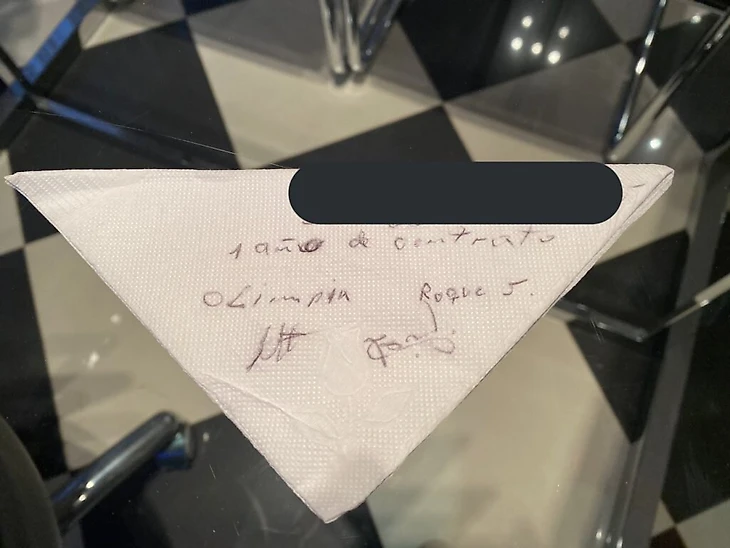 1 año de contrato
OLimpia Roque S.